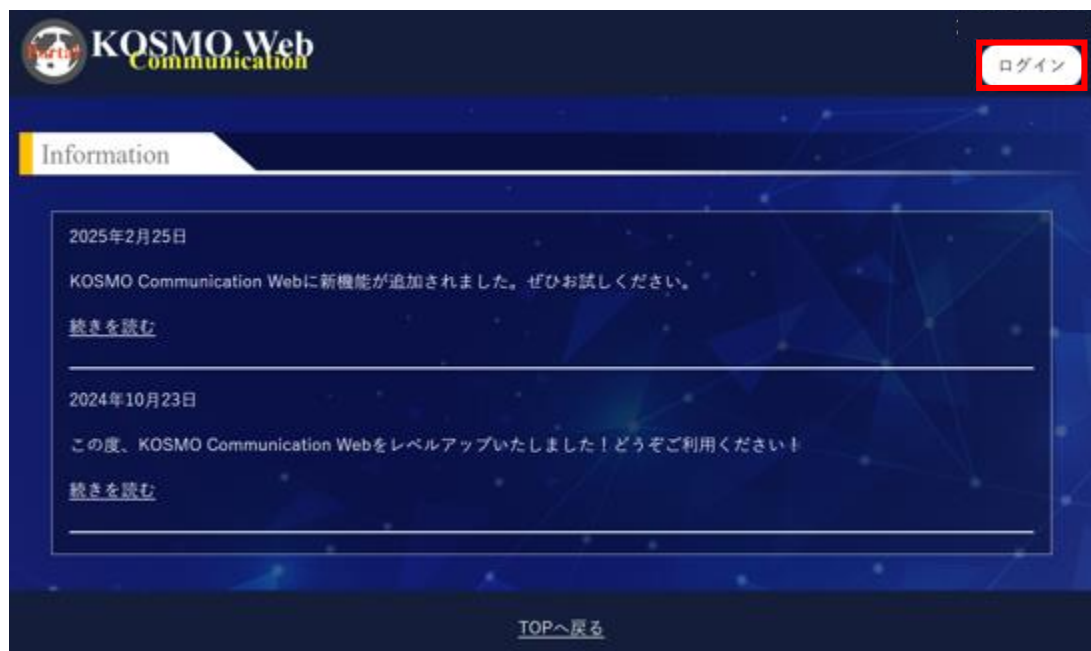 Portal
KOSMO Web
Communication
ログイン
Information
2025年2月25日
KOSMO Communication Webに新機能が追加されました。ぜひお試しください。
続きを読む
2024年10月23日
この度、KOSMO Communication Webをレベルアップいたしました！どうぞご利用ください！
続きを読む
TOPへ戻る